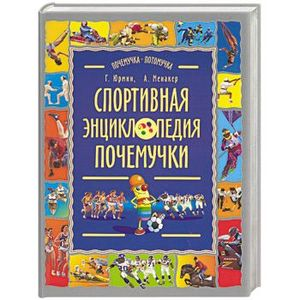 ПОЧЕМУЧКА-ПОТОМУЧКА
Г. Юрмин, А. Менакер
СПОРТИВНАЯ
ЭНЦИКЛОПЕДИЯ
ПОЧЕМУЧКИ